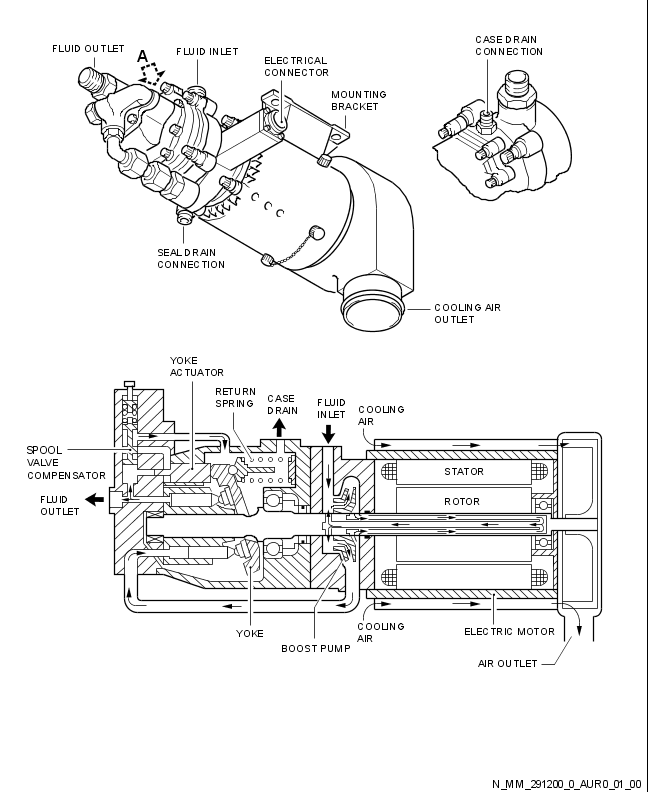 FLUID OUTLET
A
FLUID INLET
ELECTRICAL
CONNECTOR
MOUNTING
BRACKET
CASE DRAIN
CONNECTION
SEAL DRAIN
CONNECTION
COOLING AIR
OUTLET
YOKE
ACTUATOR
RETURN
SPRING
CASE
DRAIN
FLUID
INLET
COOLING
AIR
SPOOL
VALVE
COMPENSATOR
FLUID
OUTLET
STATOR
ROTOR
YOKE
BOOST PUMP
COOLING
AIR
ELECTRIC MOTOR
AIR OUTLET
N_MM_291200_0_AUR0_01_00